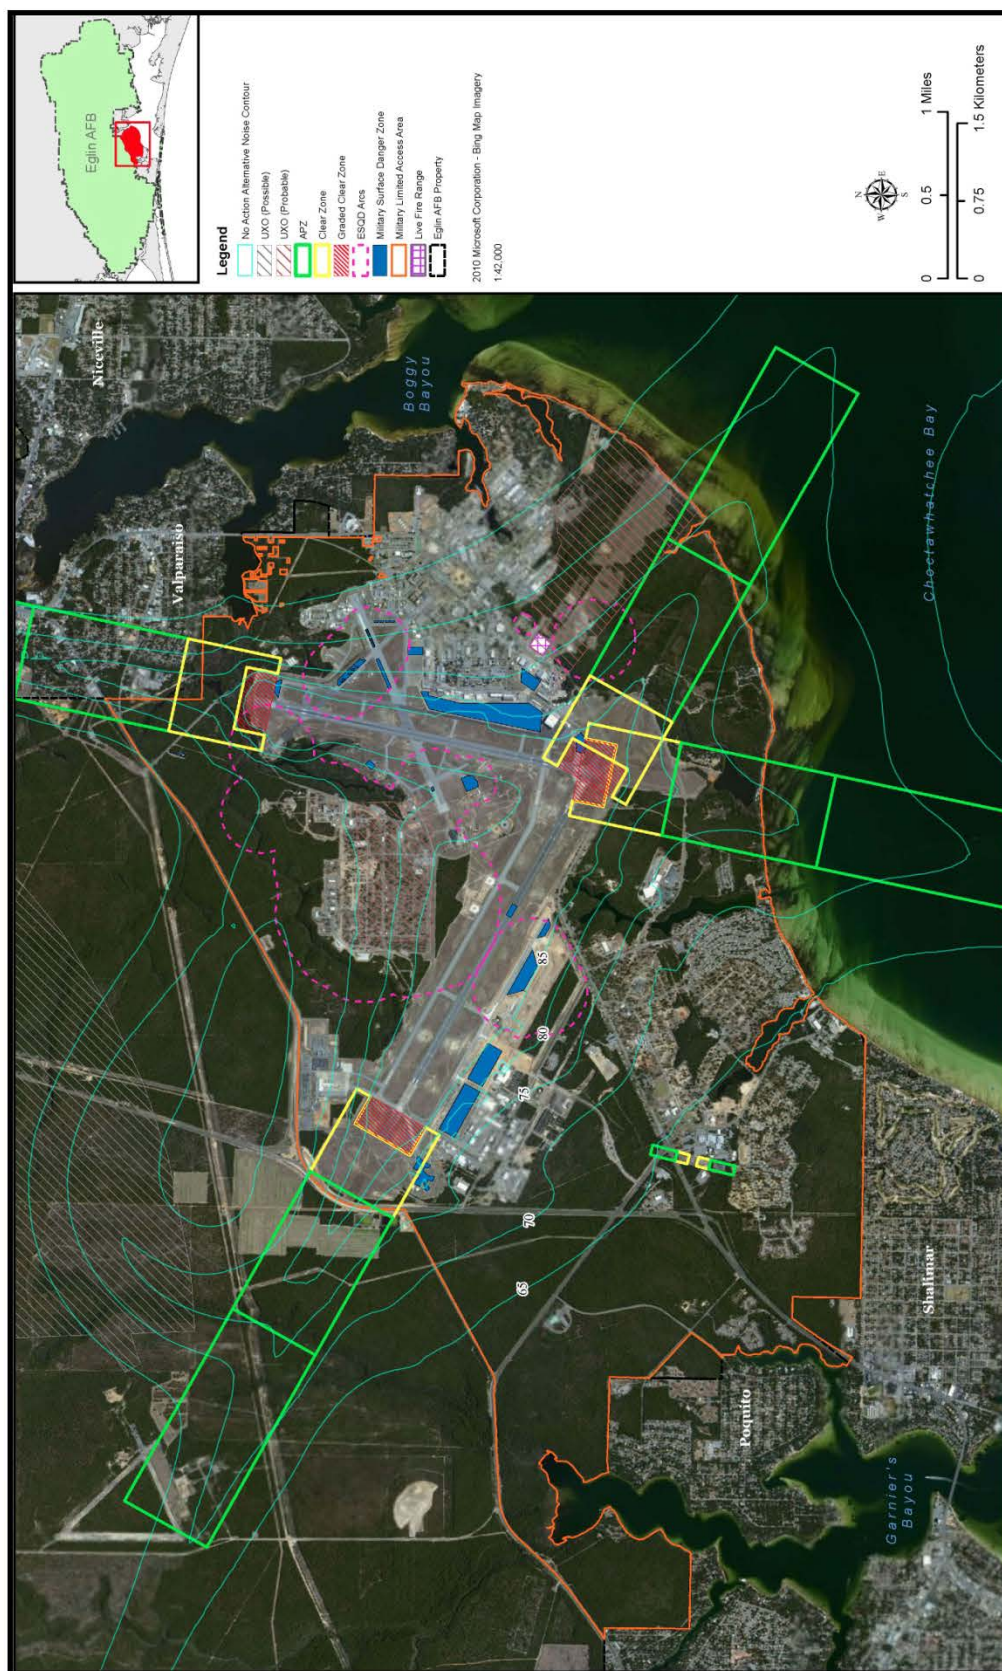 Eglin AFB
Legend
No Action Alternative Noise Contour
UXO (Possible)
UXO (Probable)
APZ
Clear Zone
Graded Clear Zone
ESQD Arcs
Military Surface Danger Zone
Military Limited Access Area
Live Fire Range
Eglin AFB Property
2010 Microsoft Corporation - Bing Map Imagery
1:42,000
N
W
E
S
0
0.5
1 Miles
0
0.75
1.5 Kilometers
Niceville
Valparaiso
Boggy
Bayou
Choctawhatchee Bay
85
80
75
70
65
Shalimar
Poquito
Garnier's
Bayou